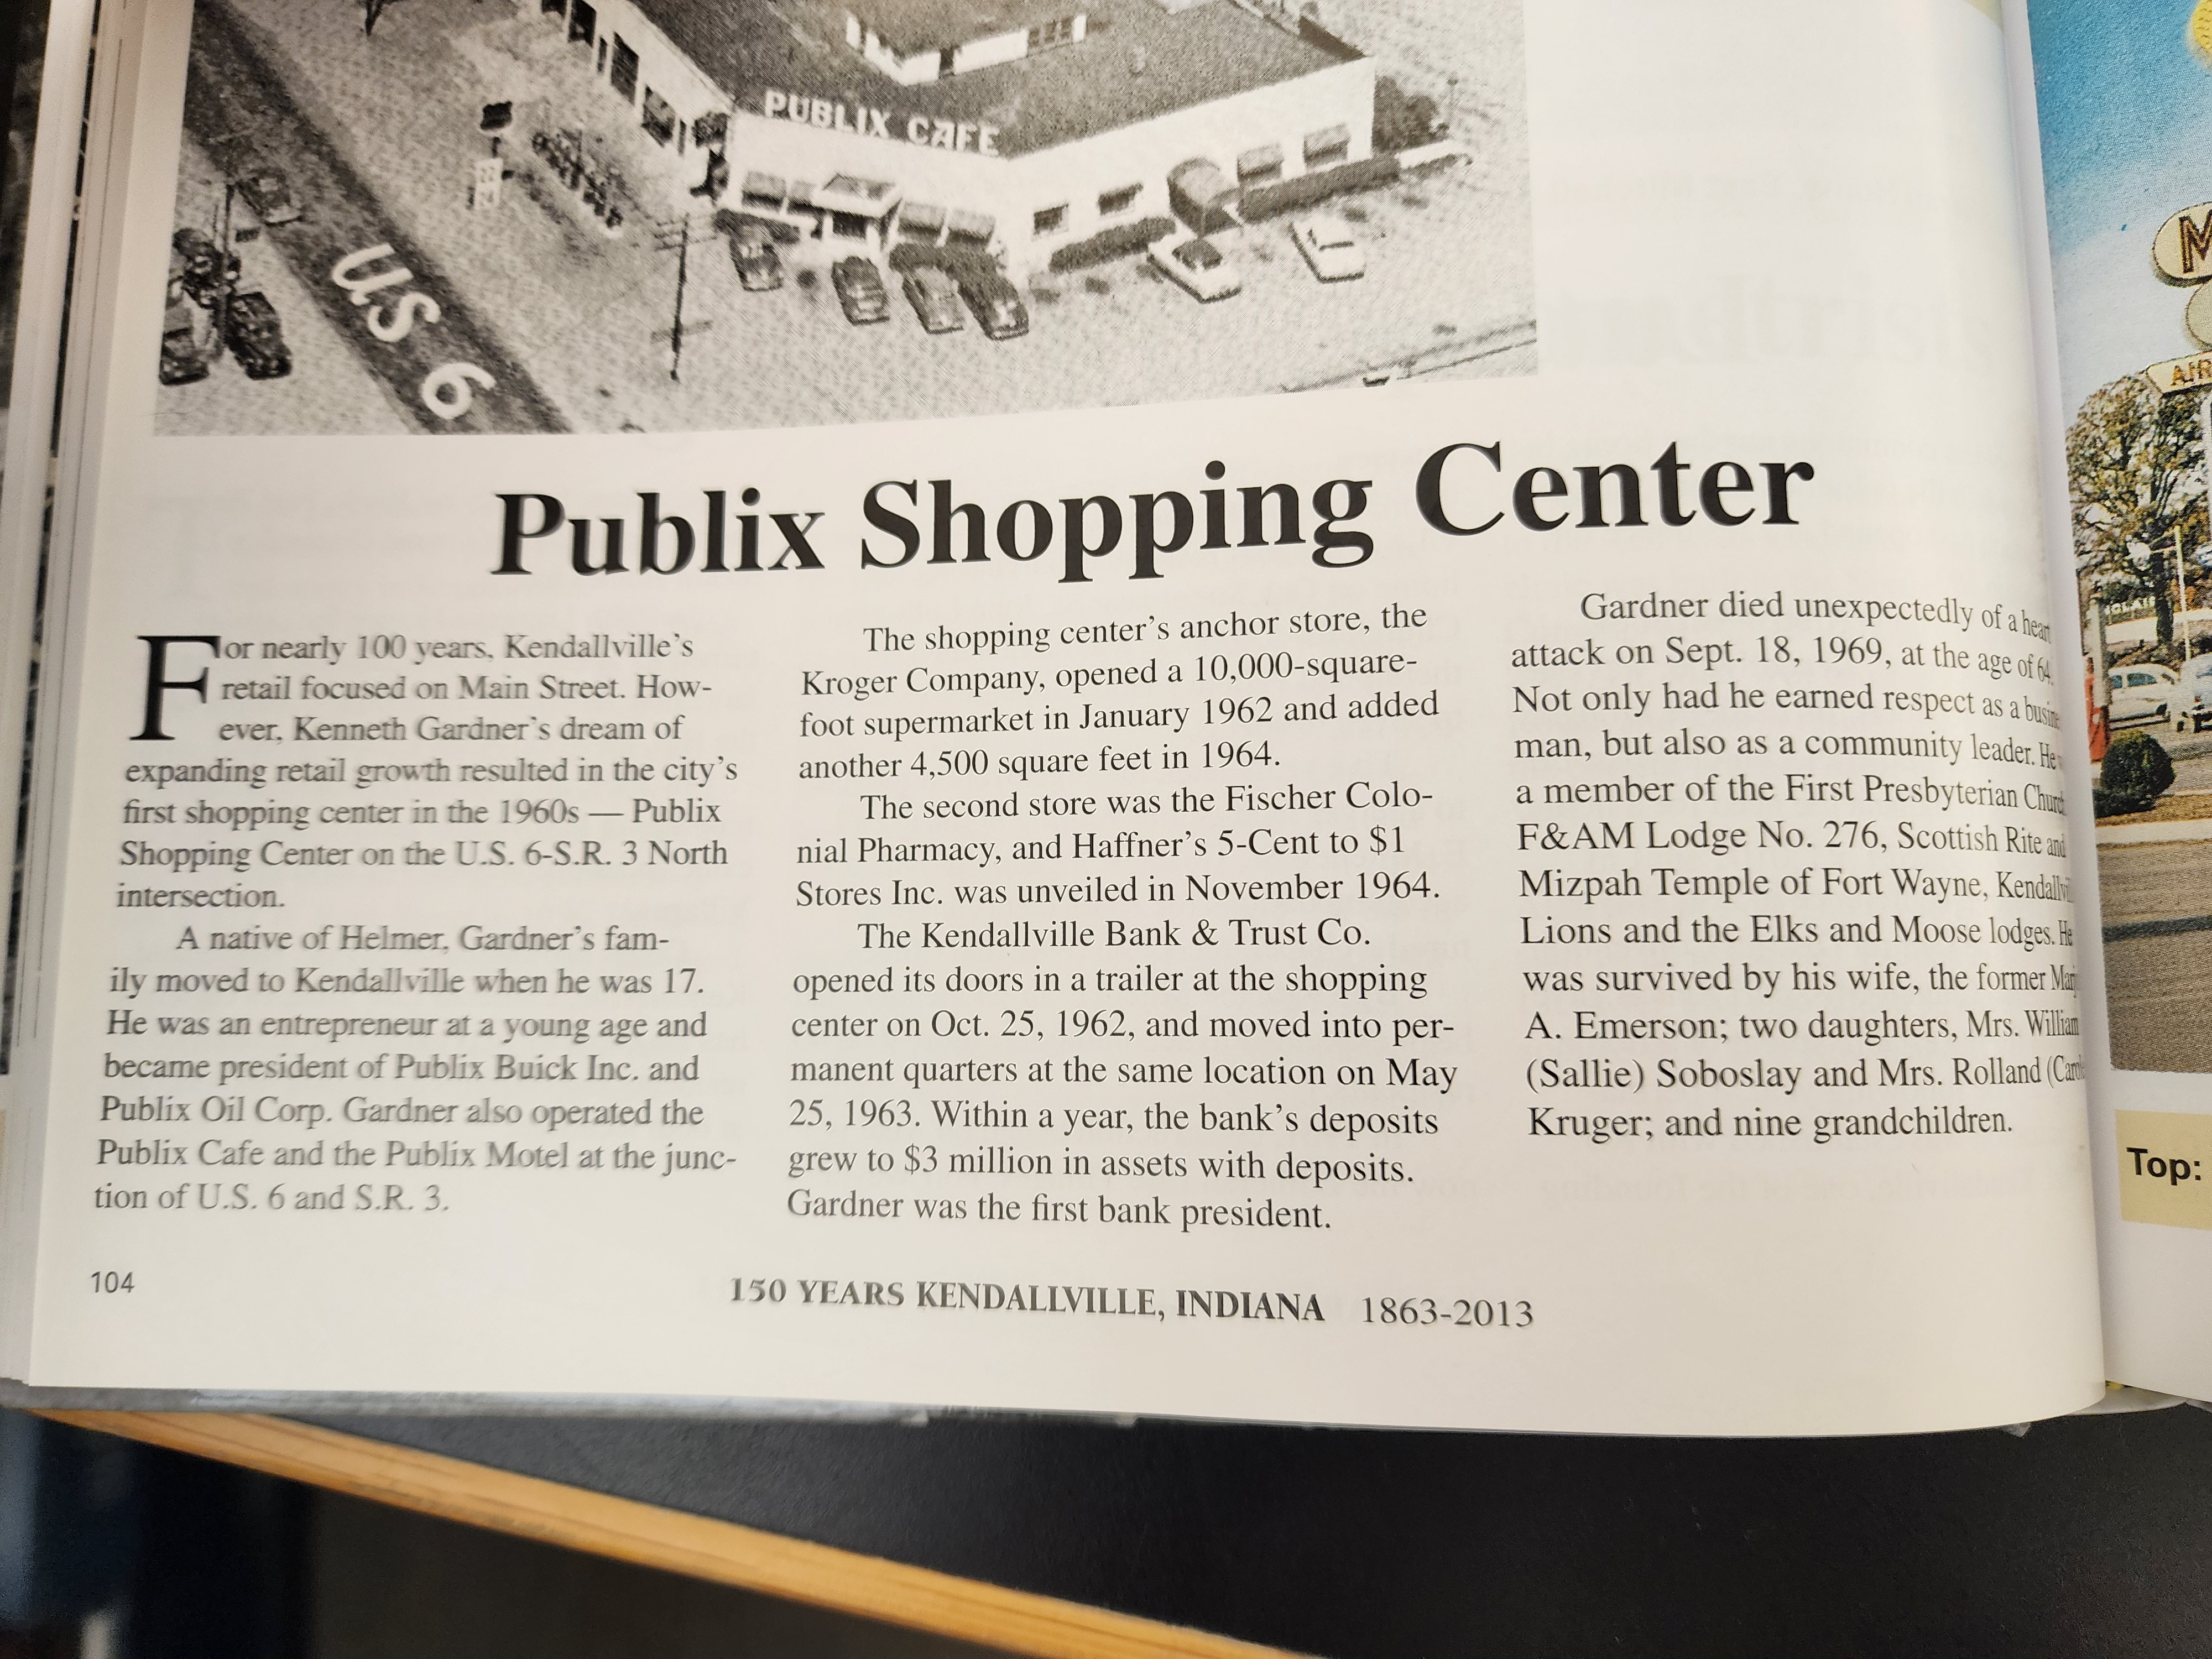 PUBLIX CAFE
US 6
Publix Shopping Center
For nearly 100 years, Kendallville's
retail focused on Main Street. How-
ever, Kenneth Gardner's dream of
expanding retail growth resulted in the city's
first shopping center in the 1960s — Publix
Shopping Center on the U.S. 6-S.R. 3 North
intersection.
A native of Helmer, Gardner's fam-
ily moved to Kendallville when he was 17.
He was an entrepreneur at a young age and
became president of Publix Buick Inc. and
Publix Oil Corp. Gardner also operated the
Publix Cafe and the Publix Motel at the junc-
tion of U.S. 6 and S.R. 3.
The shopping center's anchor store, the
Kroger Company, opened a 10,000-square-
foot supermarket in January 1962 and added
another 4,500 square feet in 1964.
The second store was the Fischer Colo-
nial Pharmacy, and Haffner's 5-Cent to $1
Stores Inc. was unveiled in November 1964.
The Kendallville Bank & Trust Co.
opened its doors in a trailer at the shopping
center on Oct. 25, 1962, and moved into per-
manent quarters at the same location on May
25, 1963. Within a year, the bank's deposits
grew to $3 million in assets with deposits.
Gardner was the first bank president.
Gardner died unexpectedly of a heart
attack on Sept. 18, 1969, at the age of 64.
Not only had he earned respect as a
man, but also as a community leader. He
a member of the First Presbyterian
F&AM Lodge No. 276, Scottish Rite and
Mizpah Temple of Fort Wayne,
Lions and the Elks and Moose lodges. He
was survived by his wife, the former
A. Emerson; two daughters, Mrs. William
(Sallie) Soboslay and Mrs. Rolland
Kruger; and nine grandchildren.
104
150 YEARS KENDALLVILLE, INDIANA 1863-2013
AIR
Top: